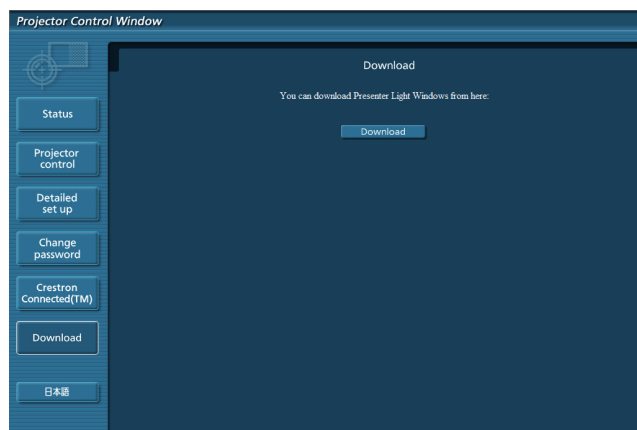 Projector Control Window
Download
You can download Presenter Light Windows from here:
Download
Status
Projector
control
Detailed
set up
Change
password
Crestron
Connected(TM)
Download
日本語